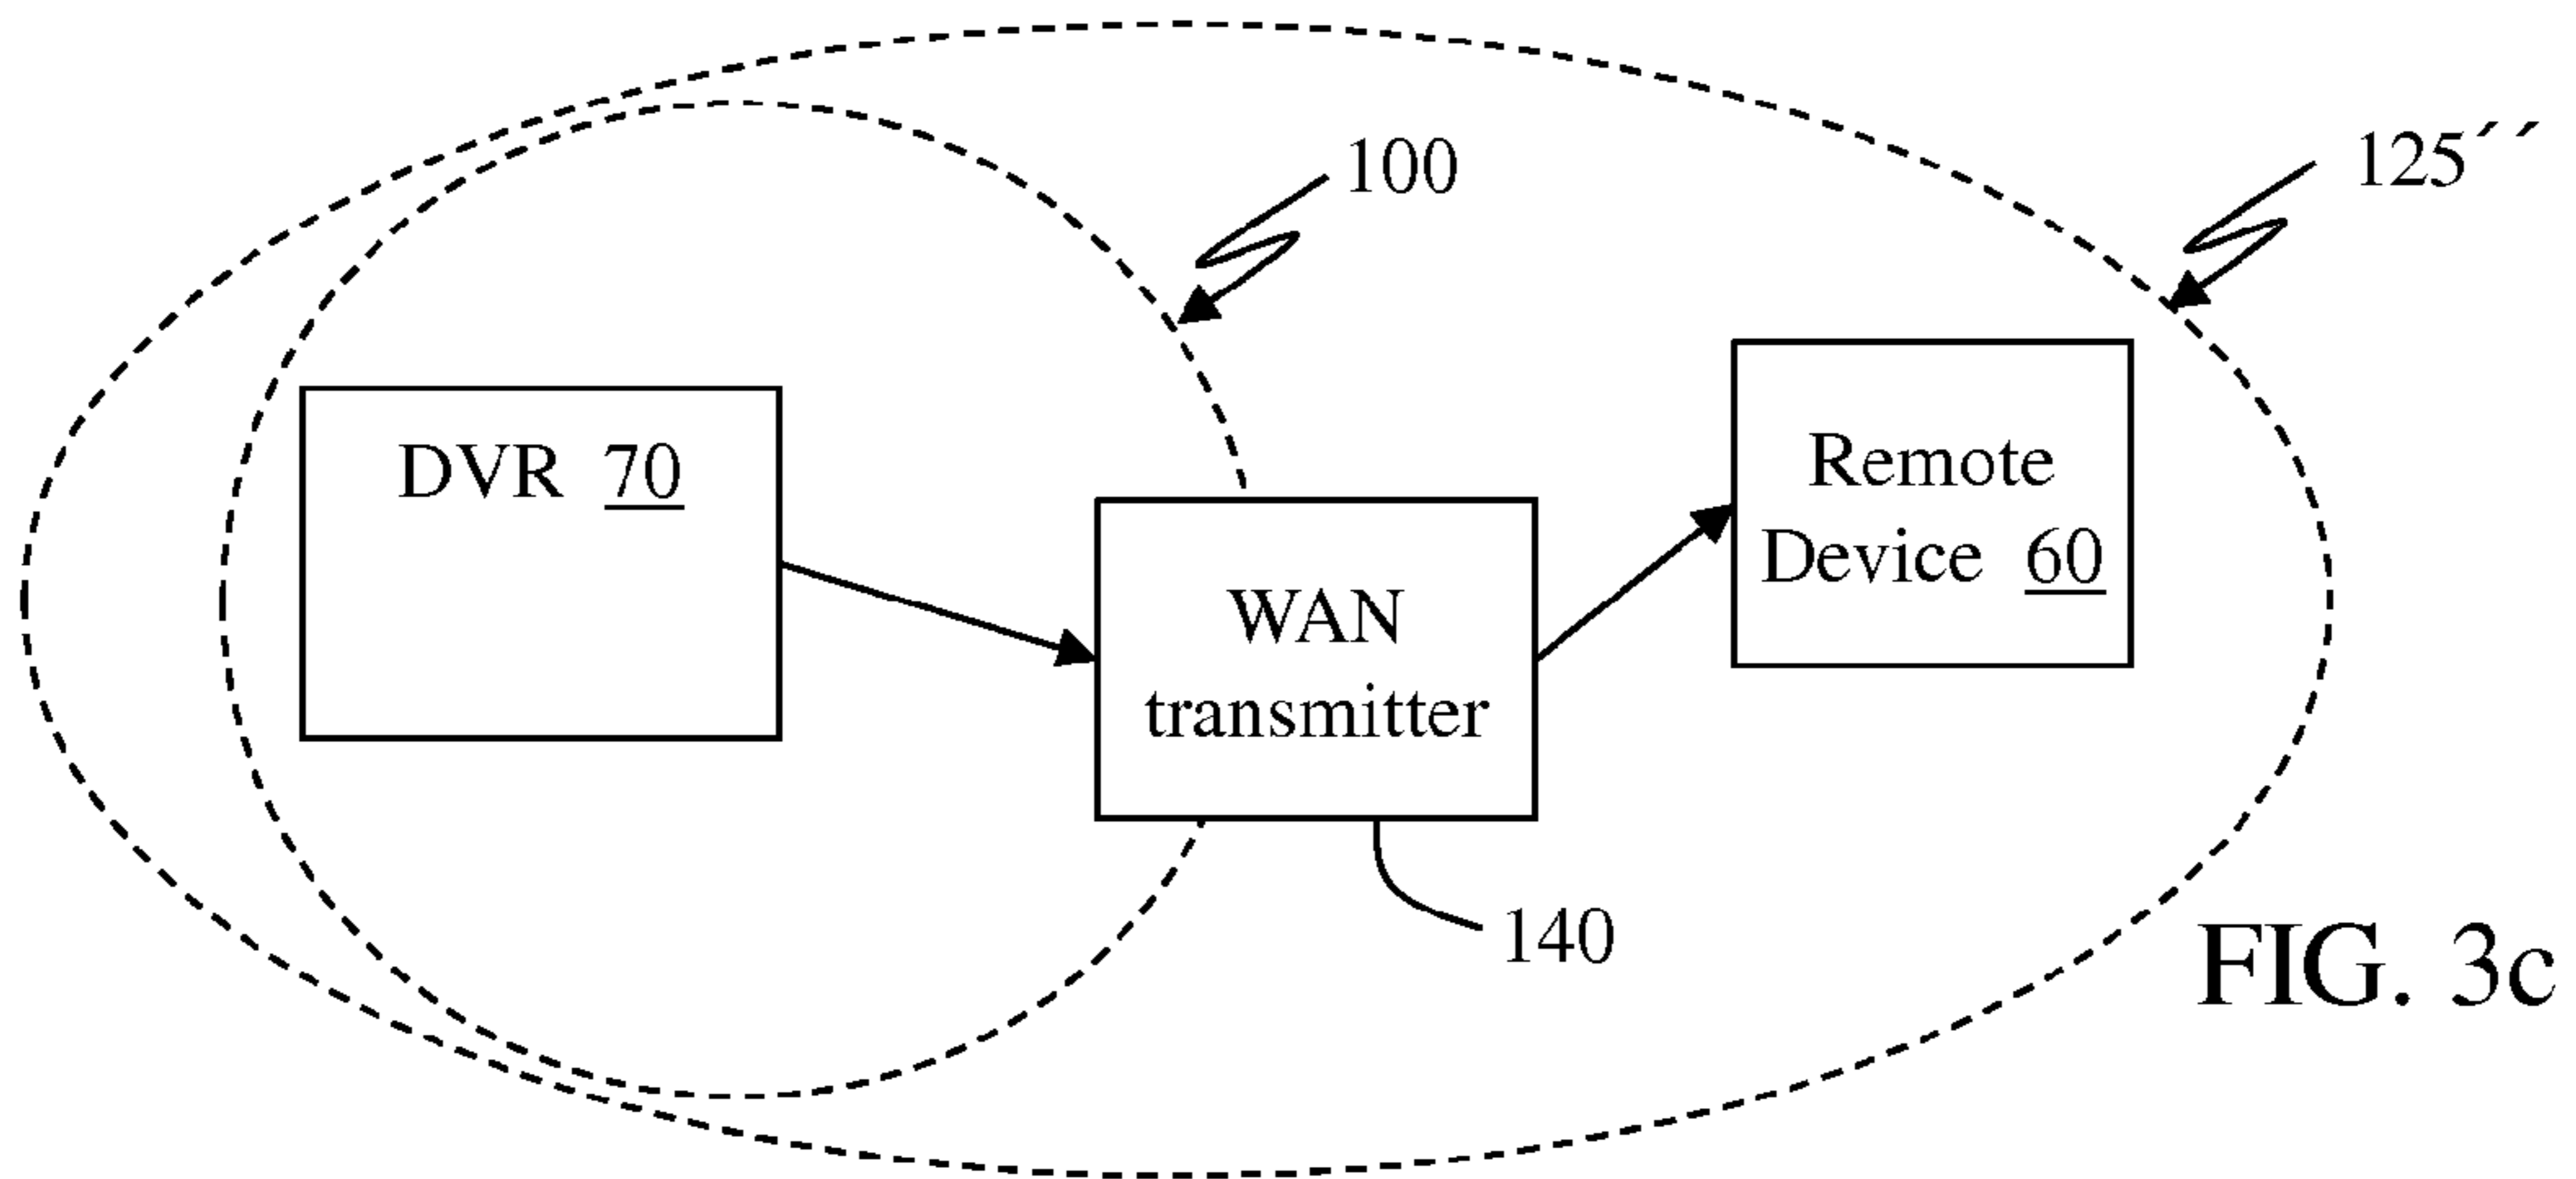 100
125´´
DVR 70
Remote
Device 60
WAN
transmitter
140
FIG. 3c